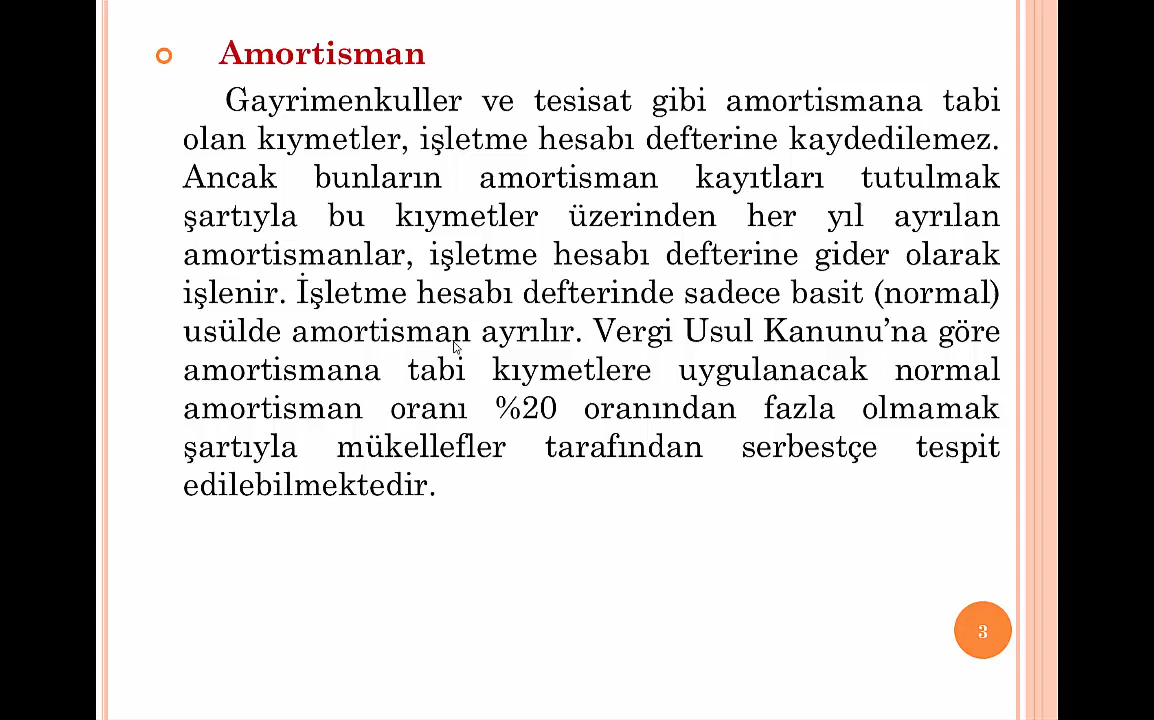 Amortisman
Gayrimenkuller ve tesisat gibi amortismana tabi
olan kıymetler, işletme hesabı defterine kaydedilemez.
Ancak bunların amortisman kayıtları tutulmak
şartıyla bu kıymetler üzerinden her yıl ayrılan
amortismanlar, işletme hesabı defterine gider olarak
işlenir. İşletme hesabı defterinde sadece basit (normal)
usülde amortisman ayrılır. Vergi Usul Kanunu’na göre
amortismana tabi kıymetlere uygulanacak normal
amortisman oranı %20 oranından fazla olmamak
şartıyla mükellefler tarafından serbestçe tespit
edilebilmektedir.
3